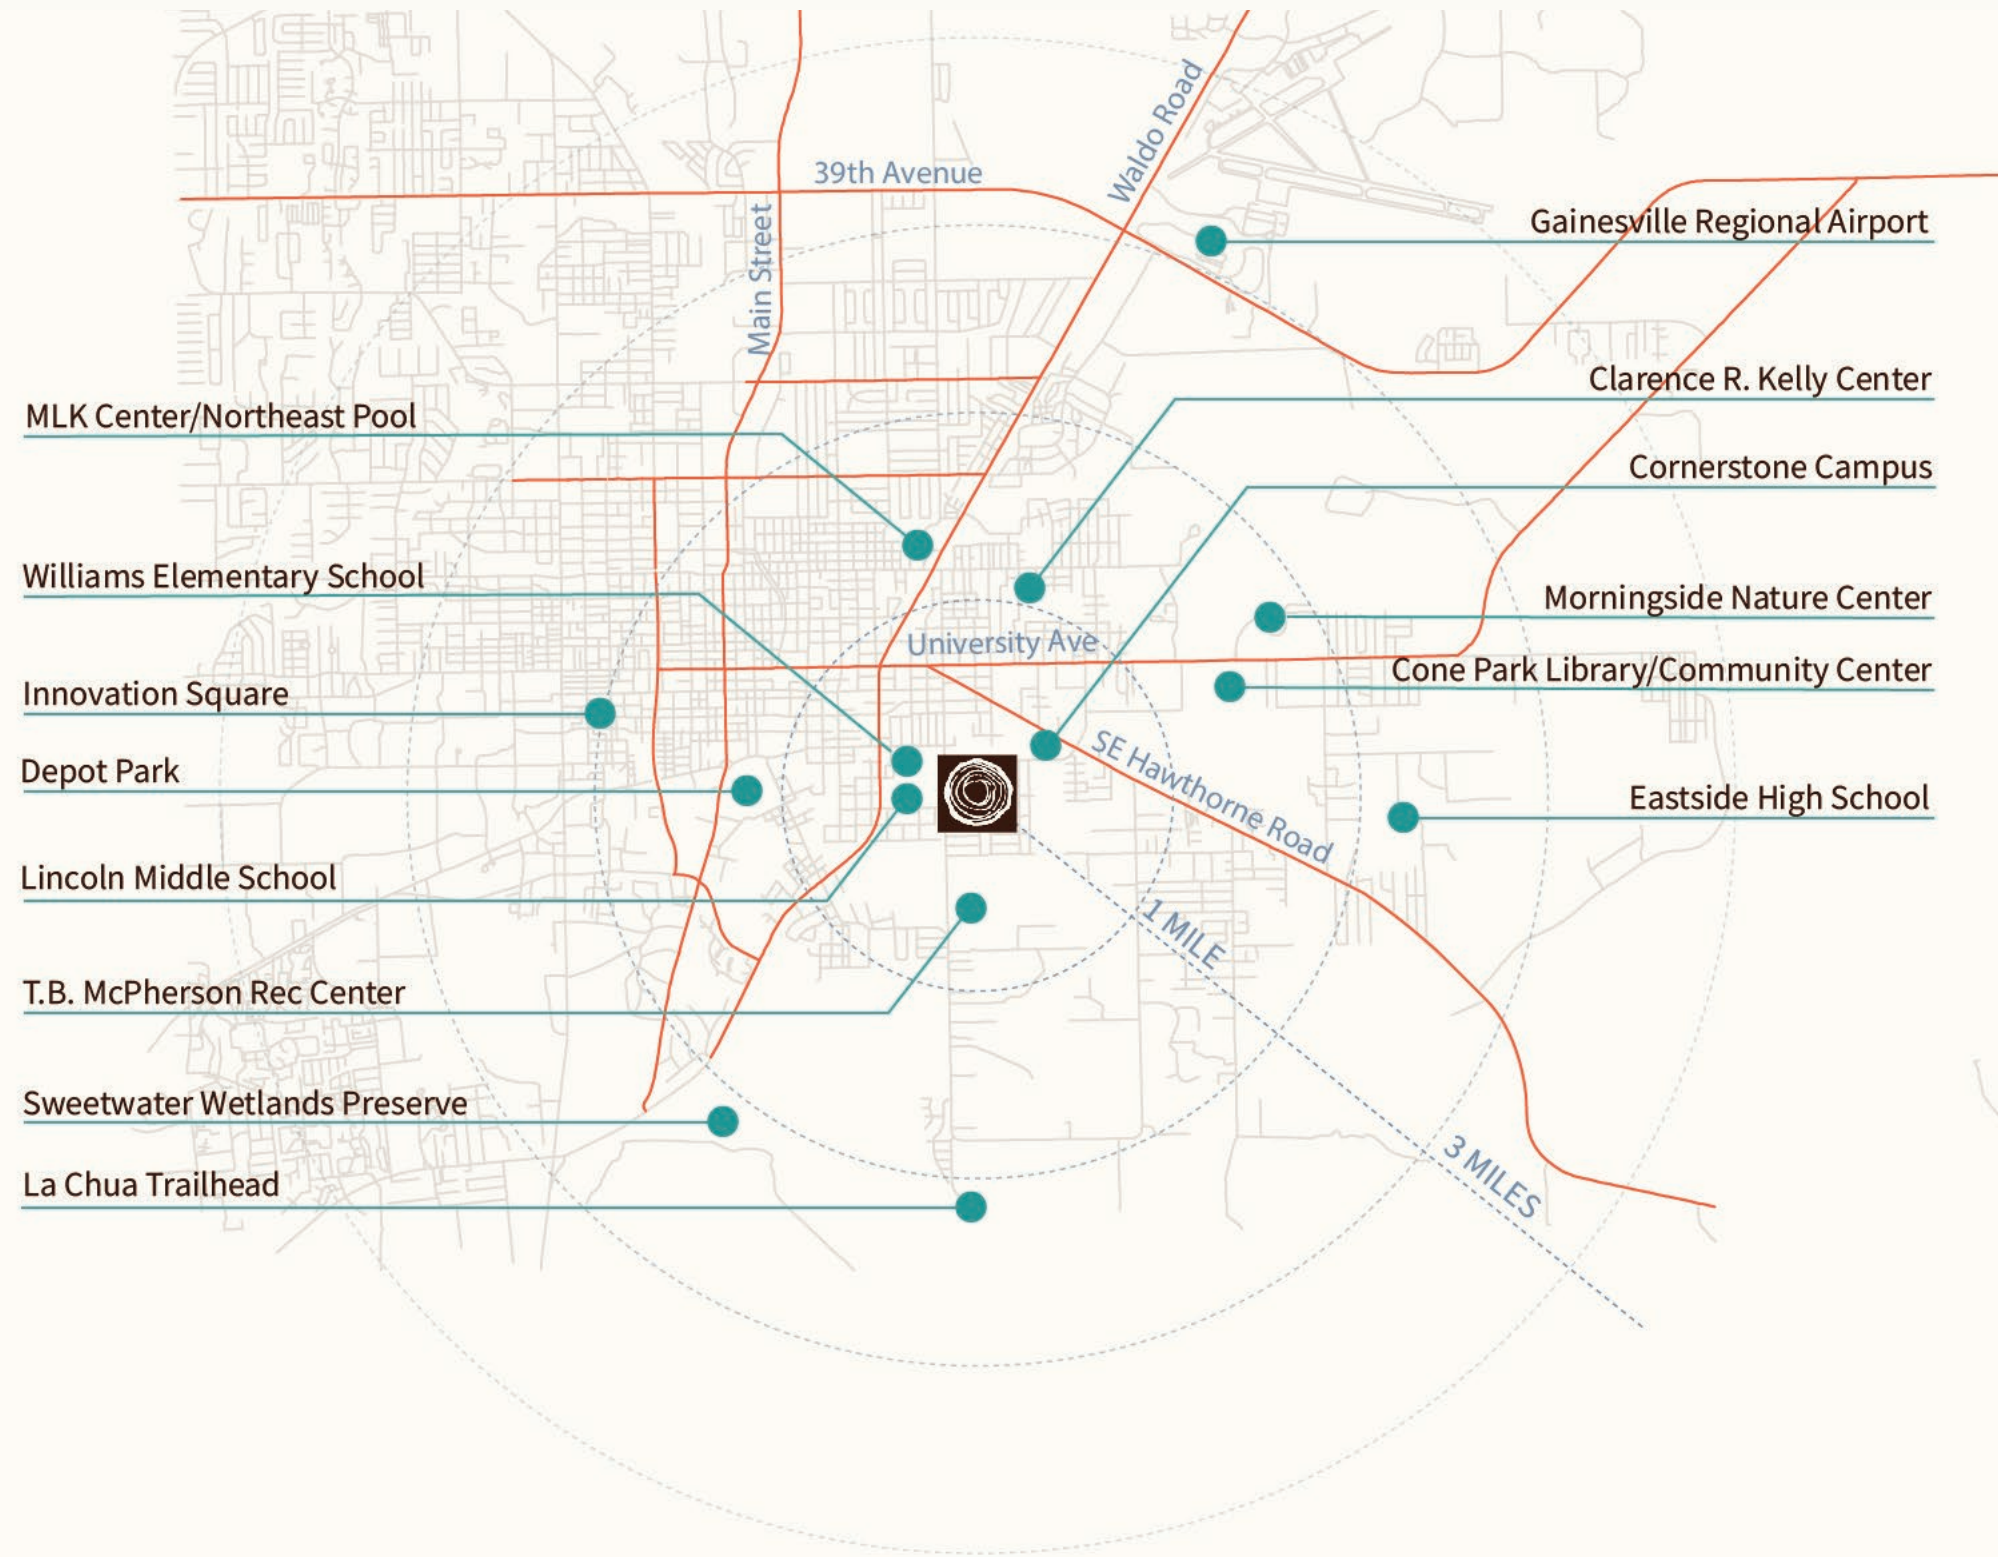 39th Avenue
Waldo Road
Main Street
Gainesville Regional Airport
Clarence R. Kelly Center
MLK Center/Northeast Pool
Cornerstone Campus
Williams Elementary School
Morningside Nature Center
University Ave
Cone Park Library/Community Center
Innovation Square
SE Hawthorne Road
Depot Park
Eastside High School
Lincoln Middle School
1 MILE
T.B. McPherson Rec Center
Sweetwater Wetlands Preserve
3 MILES
La Chua Trailhead